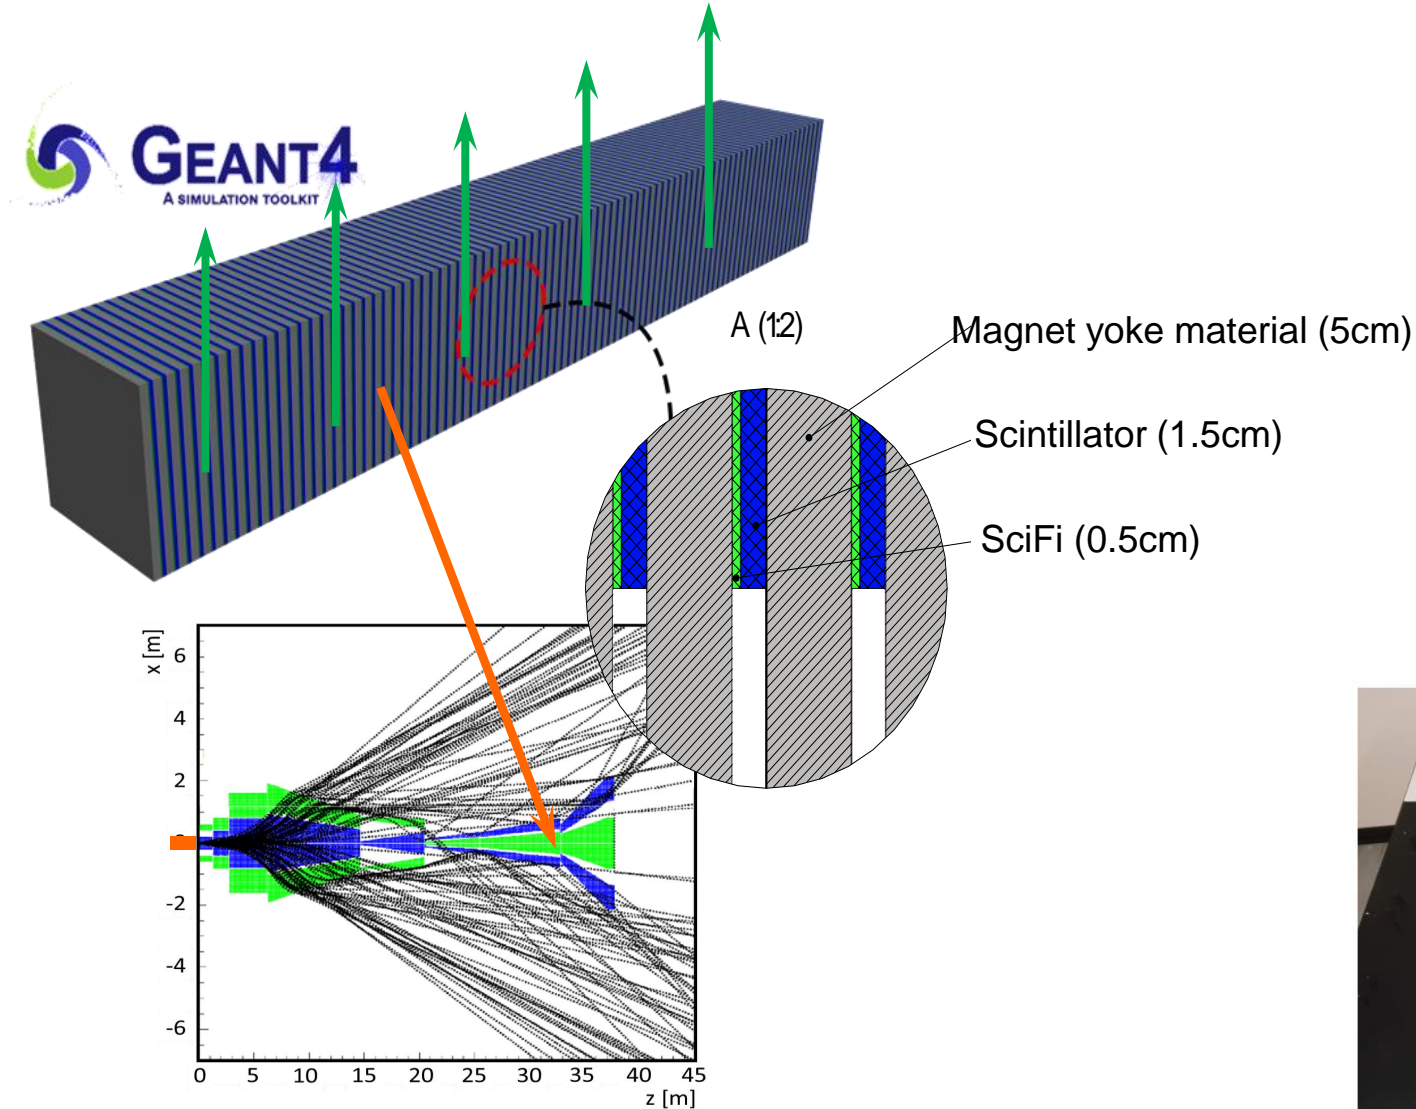 GEANT4
A SIMULATION TOOLKIT
A (1:2)
Magnet yoke material (5cm)
Scintillator (1.5cm)
SciFi (0.5cm)
x [m]
6
4
2
-2
-4
-6
0 5 10 15 20 25 30 35 40 45
z [m]